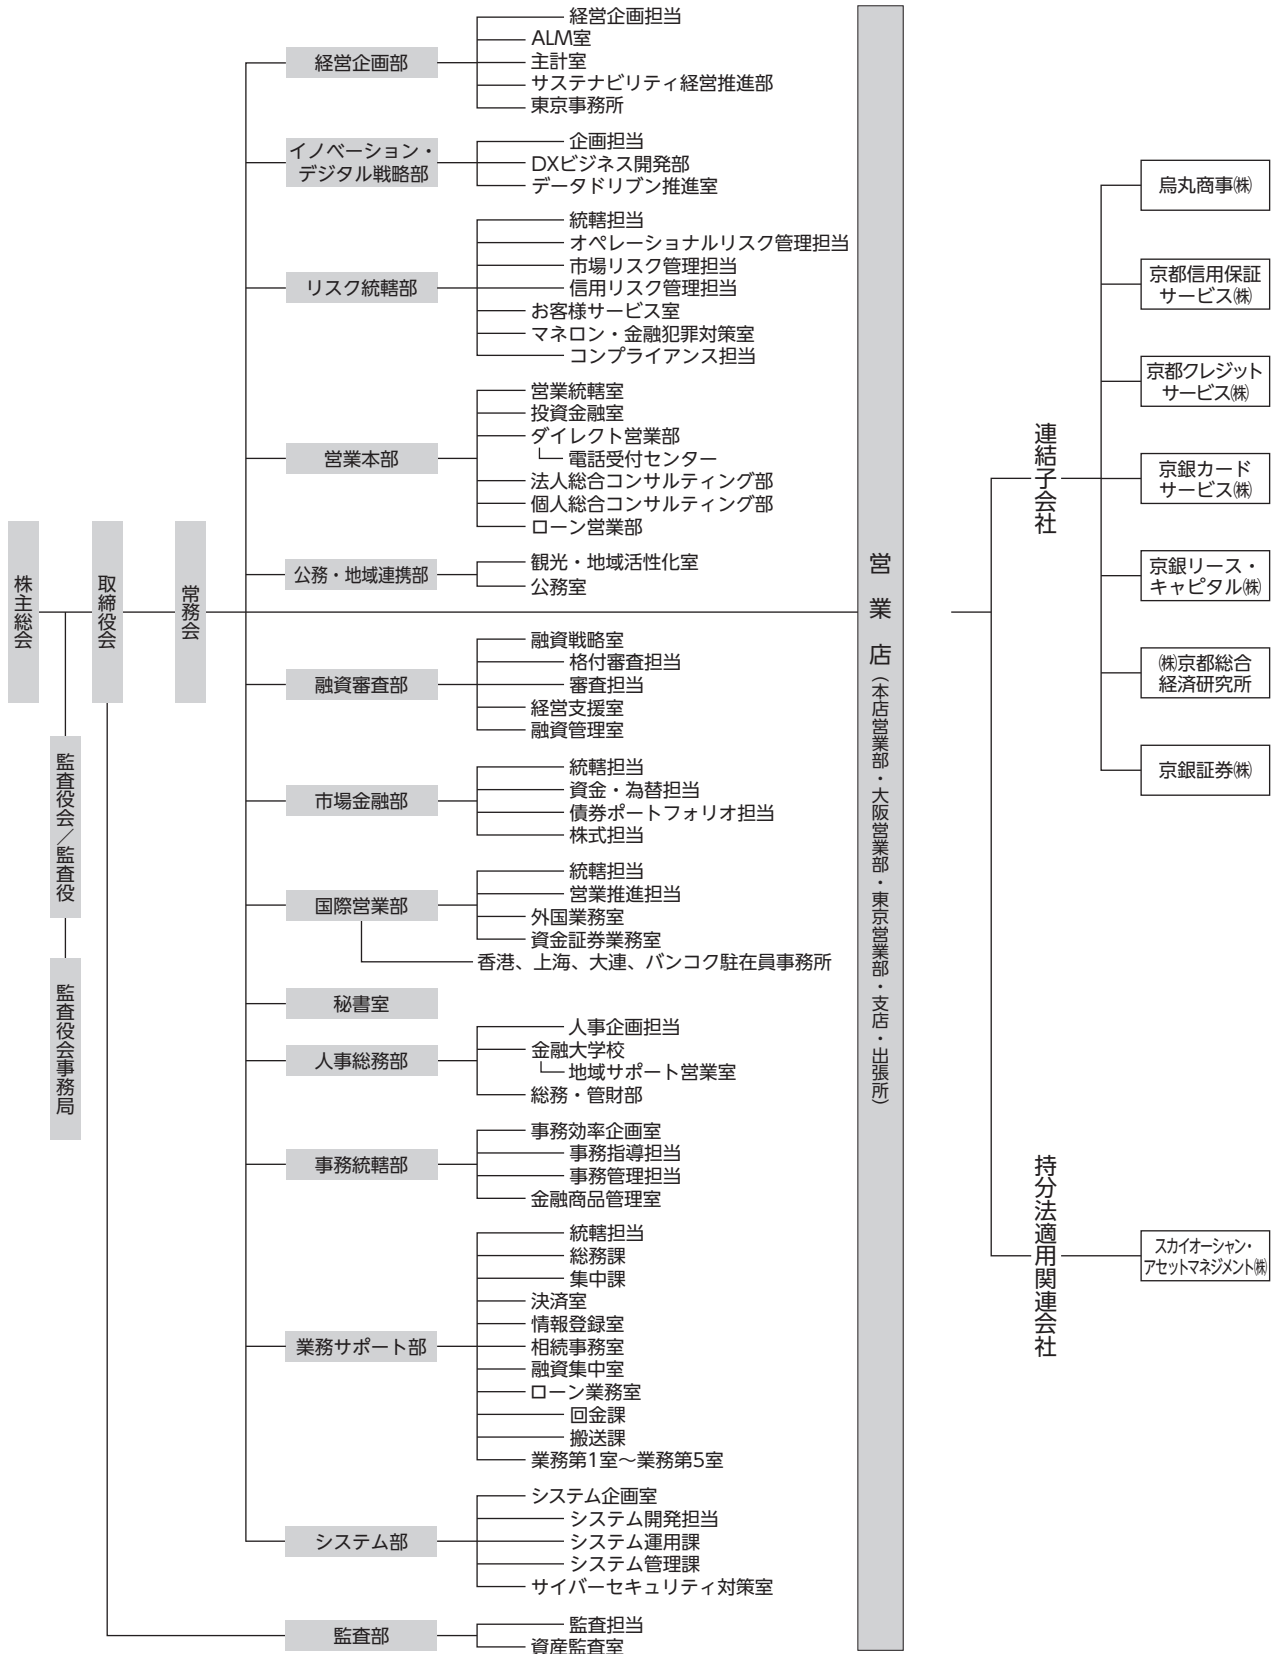 株主総会
監査役会／監査役
監査役会事務局
取締役会
常務会
経営企画部
経営企画担当
ALM室
主計室
サステナビリティ経営推進部
東京事務所
イノベーション・
デジタル戦略部
企画担当
DXビジネス開発部
データドリブン推進室
リスク統轄部
統轄担当
オペレーショナルリスク管理担当
市場リスク管理担当
信用リスク管理担当
お客様サービス室
マネロン・金融犯罪対策室
コンプライアンス担当
営業本部
営業統轄室
投資金融室
ダイレクト営業部
電話受付センター
法人総合コンサルティング部
個人総合コンサルティング部
ローン営業部
公務・地域連携部
観光・地域活性化室
公務室
融資審査部
融資戦略室
格付審査担当
審査担当
経営支援室
融資管理室
市場金融部
統轄担当
資金・為替担当
債券ポートフォリオ担当
株式担当
国際営業部
統轄担当
営業推進担当
外国業務室
資金証券業務室
香港、上海、大連、バンコク駐在員事務所
秘書室
人事総務部
人事企画担当
金融大学校
地域サポート営業室
総務・管財部
事務統轄部
事務効率企画室
事務指導担当
事務管理担当
金融商品管理室
業務サポート部
統轄担当
総務課
集中課
決済室
情報登録室
相続事務室
融資集中室
ローン業務室
回金課
搬送課
業務第1室～業務第5室
システム部
システム企画室
システム開発担当
システム運用課
システム管理課
サイバーセキュリティ対策室
監査部
監査担当
資産監査室
営業店（本店営業部・大阪営業部・東京営業部・支店・出張所）
連結子会社
烏丸商事㈱
京都信用保証
サービス㈱
京都クレジット
サービス㈱
京銀カード
サービス㈱
京銀リース・
キャピタル㈱
㈱京都総合
経済研究所
京銀証券㈱
持分法適用関連会社
スカイオーシャン・
アセットマネジメント㈱